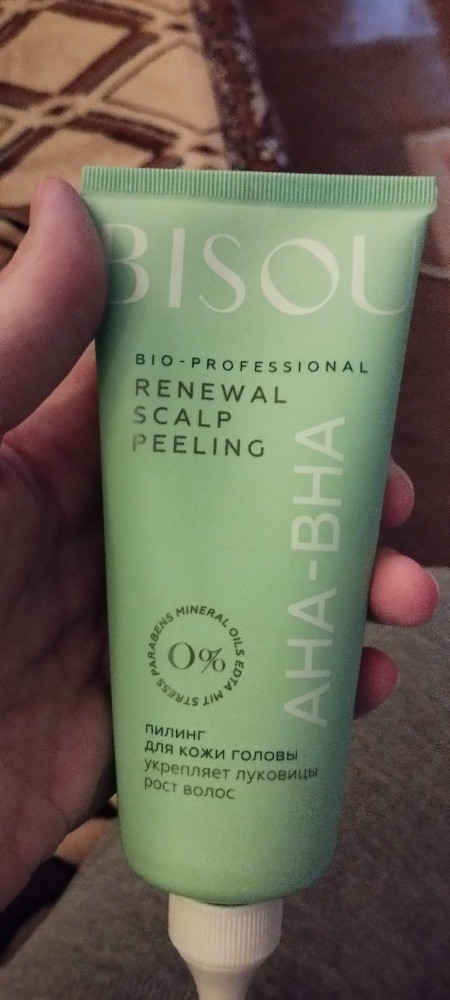 BISOU
BIO-PROFESSIONAL
RENEWAL
SCALP
PEELING
AHA-BHA
0%
PARABENS MINERAL OILS EDTA MIT STRESS
ПИЛИНГ
ДЛЯ КОЖИ ГОЛОВЫ
укрепляет луковицы
рост волос